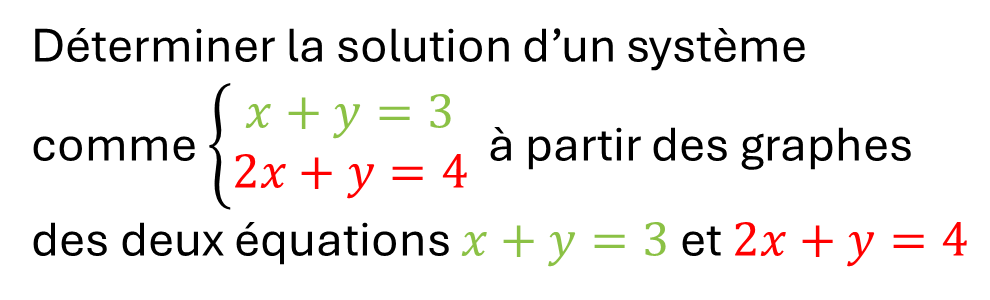 Déterminer la solution d’un système
comme { x + y = 3
2x + y = 4 à partir des graphes
des deux équations x + y = 3 et 2x + y = 4